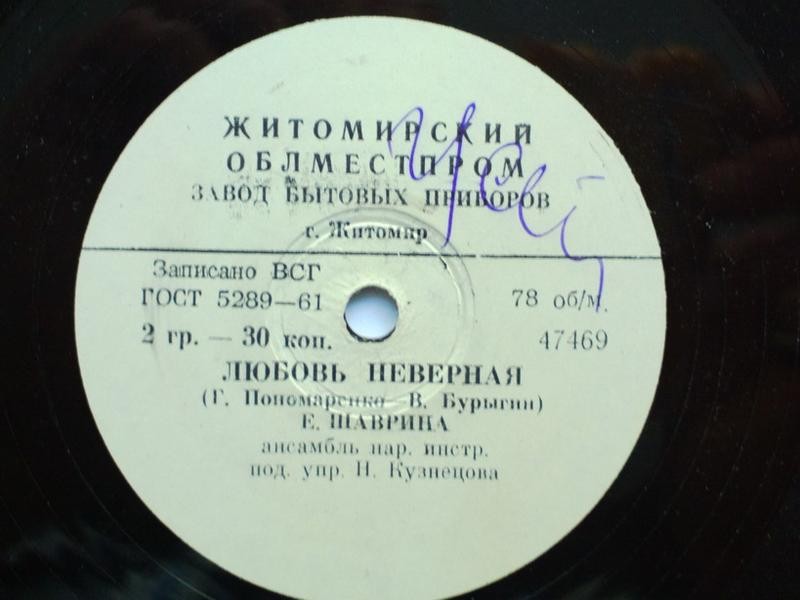 ЖИТОМИРСКИЙ
ОБЛМЕСТПРОМ
ЗАВОД БЫТОВЫХ ПРИБОРОВ
г. Житомир
Записано ВСГ
ГОСТ 5289—61 78 об/м.
2 гр. — 30 коп. 47469
ЛЮБОВЬ НЕВЕРНАЯ
(Г. Пономаренко—В. Бурыгин)
Е. ШАВРИНА
ансамбль нар. инстр.
под. упр. Н. Кузнецова